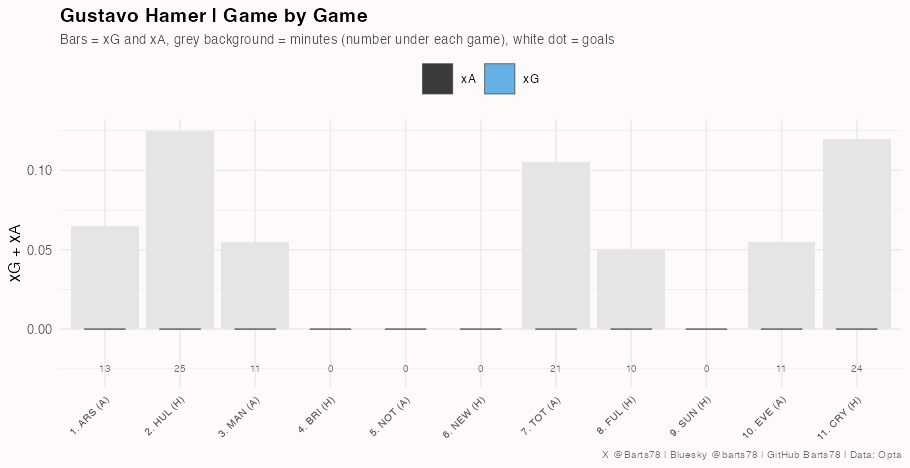 Gustavo Hamer | Game by Game
Bars = xG and xA, grey background = minutes (number under each game), white dot = goals
xA xG
xG + xA
0.10
0.05
0.00
13 25 11 0 0 0 21 10 0 11 24
1. ARS (A) 2. HUL (H) 3. MAN (A) 4. BRI (H) 5. NOT (A) 6. NEW (H) 7. TOT (A) 8. FUL (H) 9. SUN (H) 10. EVE (A) 11. CRY (H)
X @Barts78 | Bluesky @barts78 | GitHub Barts78 | Data: Opta